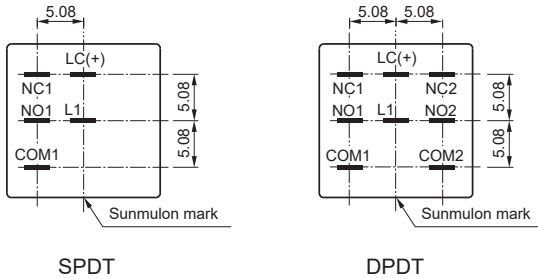 5.08
LC(+)
NC1
NO1
L1
COM1
5.08
5.08
Sunmulon mark
SPDT
5.08
5.08
LC(+)
NC1
NC2
NO1
L1
NO2
COM1
COM2
5.08
5.08
Sunmulon mark
DPDT